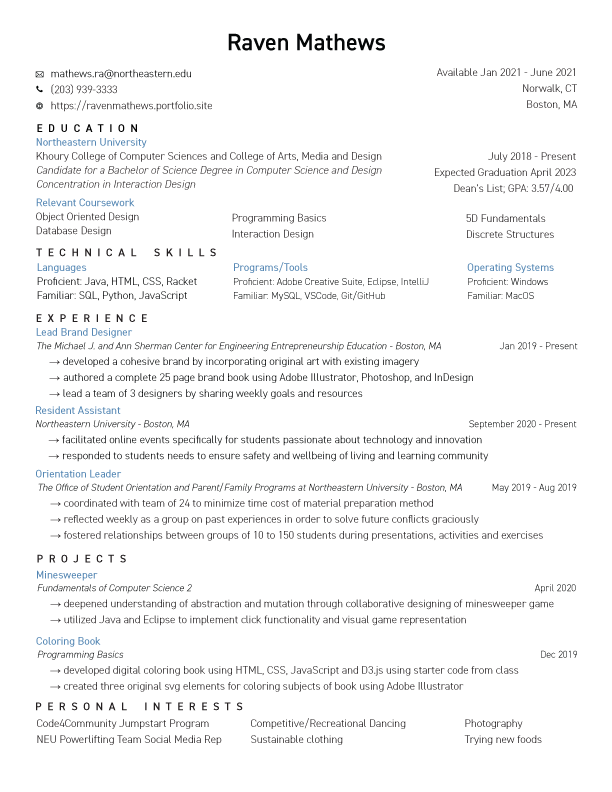 Raven Mathews
mathews.ra@northeastern.edu
(203) 939-3333
https://ravenmathews.portfolio.site
Available Jan 2021 - June 2021
Norwalk, CT
Boston, MA
EDUCATION
Northeastern University
Khoury College of Computer Sciences and College of Arts, Media and Design July 2018 - Present
Candidate for a Bachelor of Science Degree in Computer Science and Design Expected Graduation April 2023
Concentration in Interaction Design Dean's List; GPA: 3.57/4.00
Relevant Coursework
Object Oriented Design Programming Basics 5D Fundamentals
Database Design Interaction Design Discrete Structures
TECHNICAL SKILLS
Languages Programs/Tools Operating Systems
Proficient: Java, HTML, CSS, Racket Proficient: Adobe Creative Suite, Eclipse, IntelliJ Proficient: Windows
Familiar: SQL, Python, JavaScript Familiar: MySQL, VSCode, Git/GitHub Familiar: MacOS
EXPERIENCE
Lead Brand Designer
The Michael J. and Ann Sherman Center for Engineering Entrepreneurship Education - Boston, MA Jan 2019 - Present
→ developed a cohesive brand by incorporating original art with existing imagery
→ authored a complete 25 page brand book using Adobe Illustrator, Photoshop, and InDesign
→ lead a team of 3 designers by sharing weekly goals and resources
Resident Assistant
Northeastern University - Boston, MA September 2020 - Present
→ facilitated online events specifically for students passionate about technology and innovation
→ responded to students needs to ensure safety and wellbeing of living and learning community
Orientation Leader
The Office of Student Orientation and Parent/Family Programs at Northeastern University - Boston, MA May 2019 - Aug 2019
→ coordinated with team of 24 to minimize time cost of material preparation method
→ reflected weekly as a group on past experiences in order to solve future conflicts graciously
→ fostered relationships between groups of 10 to 150 students during presentations, activities and exercises
PROJECTS
Minesweeper
Fundamentals of Computer Science 2 April 2020
→ deepened understanding of abstraction and mutation through collaborative designing of minesweeper game
→ utilized Java and Eclipse to implement click functionality and visual game representation
Coloring Book
Programming Basics Dec 2019
→ developed digital coloring book using HTML, CSS, JavaScript and D3.js using starter code from class
→ created three original svg elements for coloring subjects of book using Adobe Illustrator
PERSONAL INTERESTS
Code4Community Jumpstart Program Competitive/Recreational Dancing Photography
NEU Powerlifting Team Social Media Rep Sustainable clothing Trying new foods